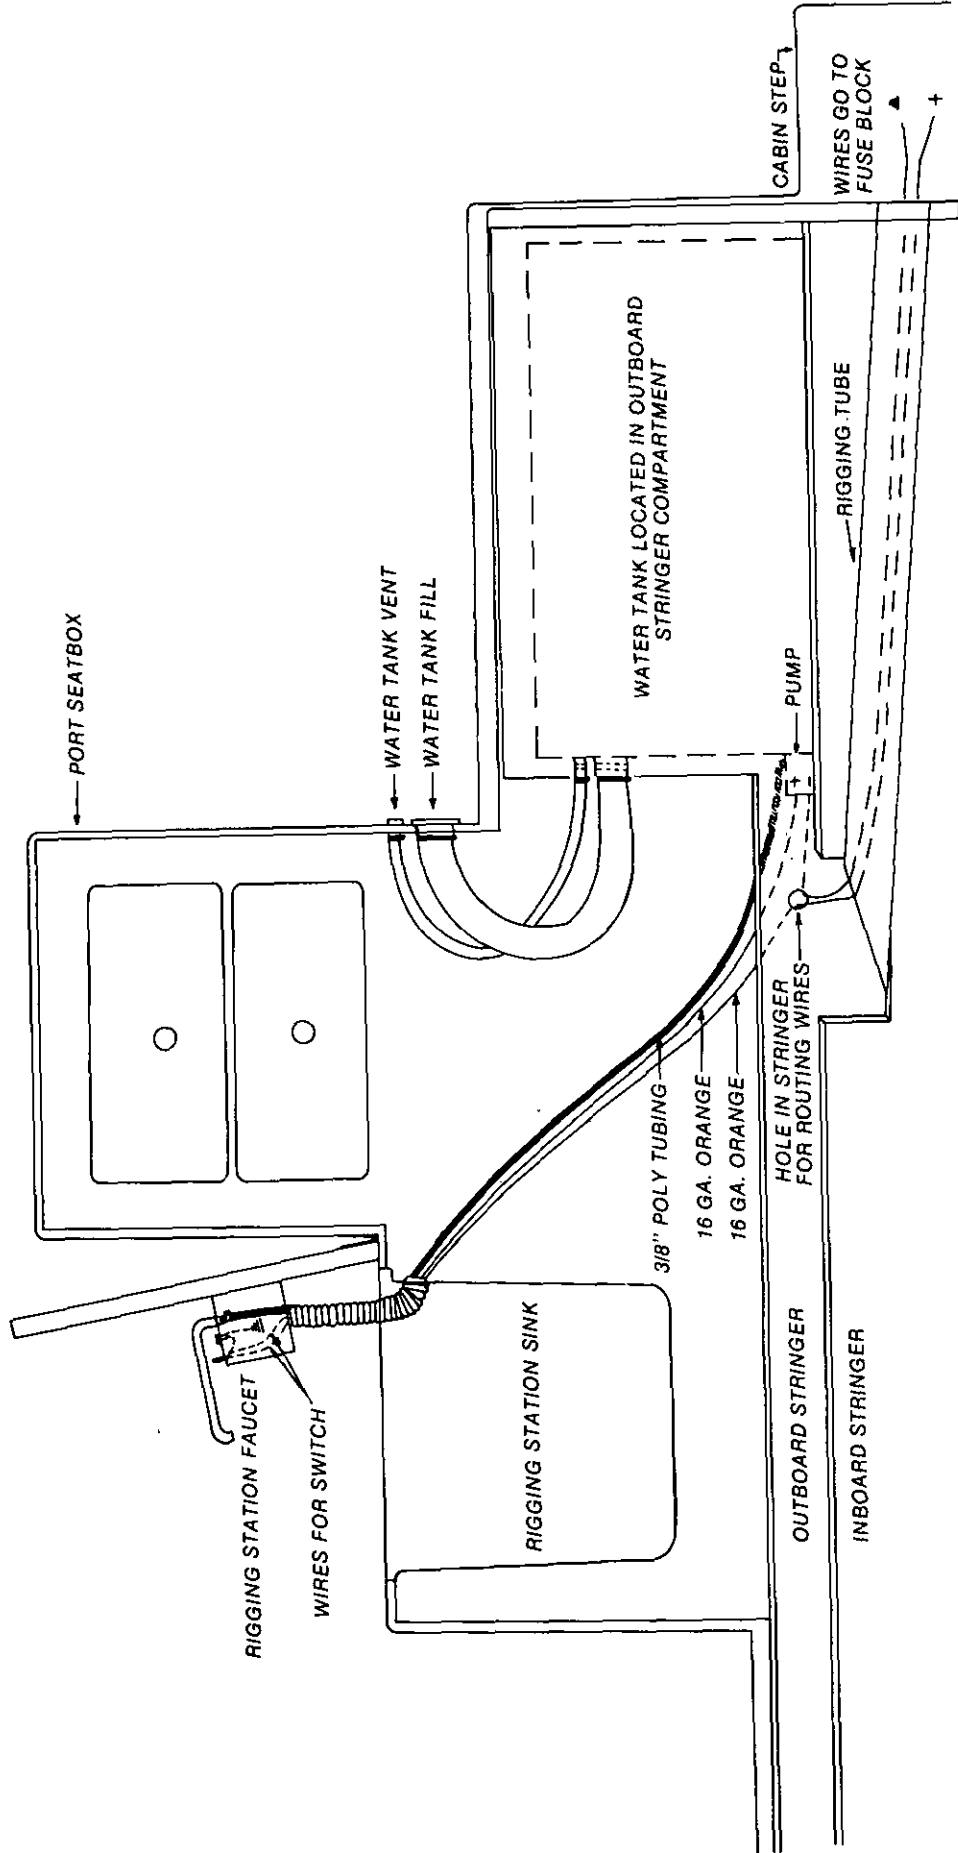 PORT SEATBOX
WATER TANK VENT
WATER TANK FILL
CABIN STEP
WIRES GO TO
FUSE BLOCK
+
WATER TANK LOCATED IN OUTBOARD
STRINGER COMPARTMENT
RIGGING TUBE
PUMP
+
HOLE IN STRINGER
FOR ROUTING WIRES
3/8" POLY TUBING
16 GA. ORANGE
16 GA. ORANGE
RIGGING STATION FAUCET
WIRES FOR SWITCH
RIGGING STATION SINK
OUTBOARD STRINGER
INBOARD STRINGER